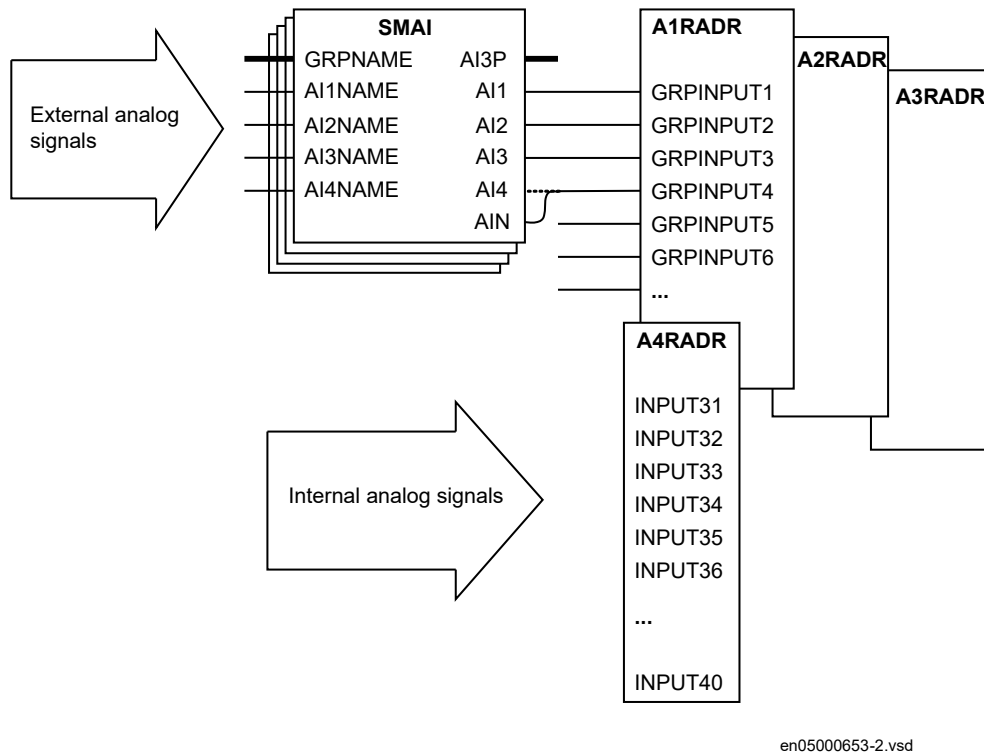 External analog
signals
SMAI
GRPNAME AI3P
AI1NAME AI1
AI2NAME AI2
AI3NAME AI3
AI4NAME AI4
AIN
A1RADR
GRPINPUT1
GRPINPUT2
GRPINPUT3
GRPINPUT4
GRPINPUT5
GRPINPUT6
...
A2RADR
A3RADR
Internal analog signals
A4RADR
INPUT31
INPUT32
INPUT33
INPUT34
INPUT35
INPUT36
...
INPUT40
en05000653-2.vsd